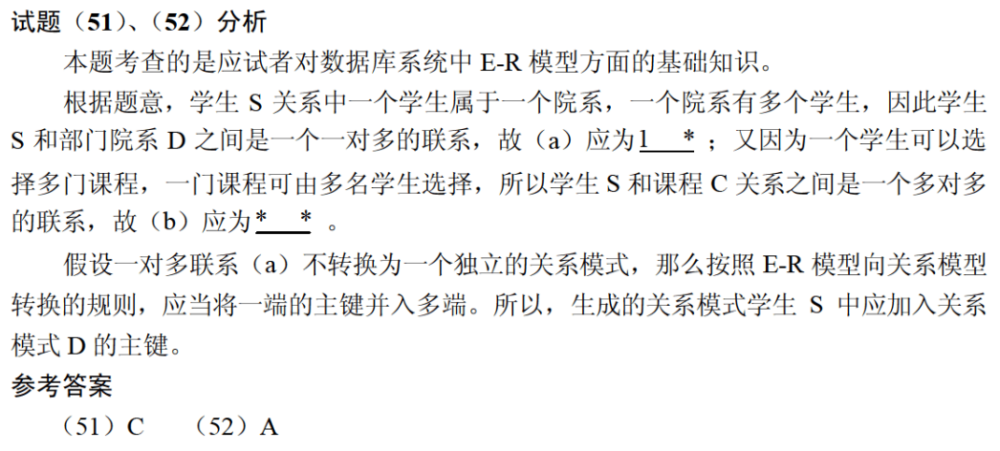 试题（51）、（52）分析
本题考查的是应试者对数据库系统中 E-R 模型方面的基础知识。
根据题意，学生 S 关系中一个学生属于一个院系，一个院系有多个学生，因此学生
S 和部门院系 D 之间是一个一对多的联系，故（a）应为1 * ；又因为一个学生可以选
择多门课程，一门课程可由多名学生选择，所以学生 S 和课程 C 关系之间是一个多对多
的联系，故（b）应为* * 。
假设一对多联系（a）不转换为一个独立的关系模式，那么按照 E-R 模型向关系模型
转换的规则，应当将一端的主键并入多端。所以，生成的关系模式学生 S 中应加入关系
模式 D 的主键。
参考答案
（51）C （52）A